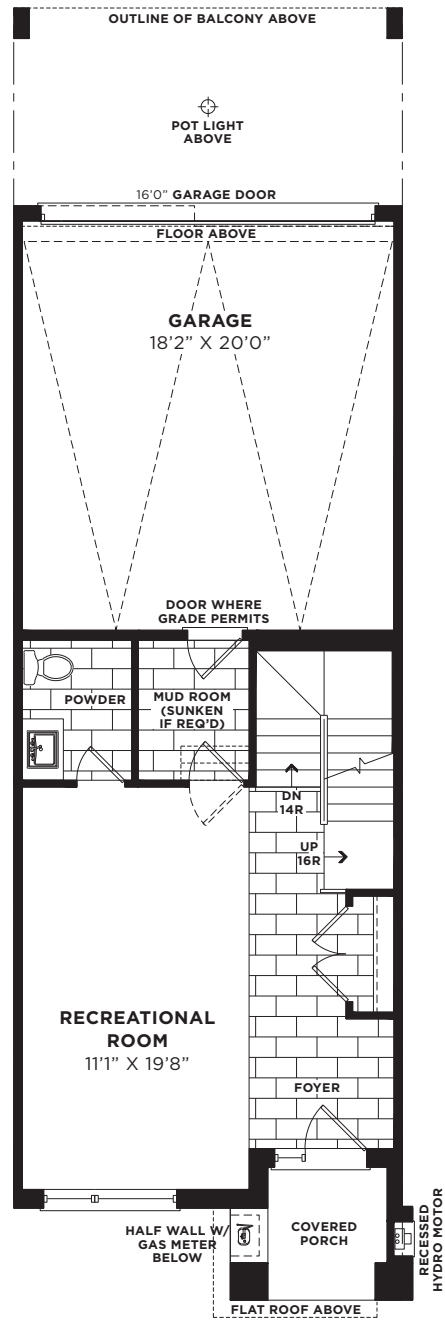 OUTLINE OF BALCONY ABOVE
POT LIGHT
ABOVE
16'0" GARAGE DOOR
FLOOR ABOVE
GARAGE
18'2" X 20'0"
DOOR WHERE
GRADE PERMITS
POWDER
MUD ROOM
(SUNKEN
IF REQ'D)
DN
14R
UP
16R
RECREATIONAL
ROOM
11'1" X 19'8"
FOYER
HALF WALL W/
GAS METER
BELOW
COVERED
PORCH
RECESSED
HYDRO MOTOR
FLAT ROOF ABOVE